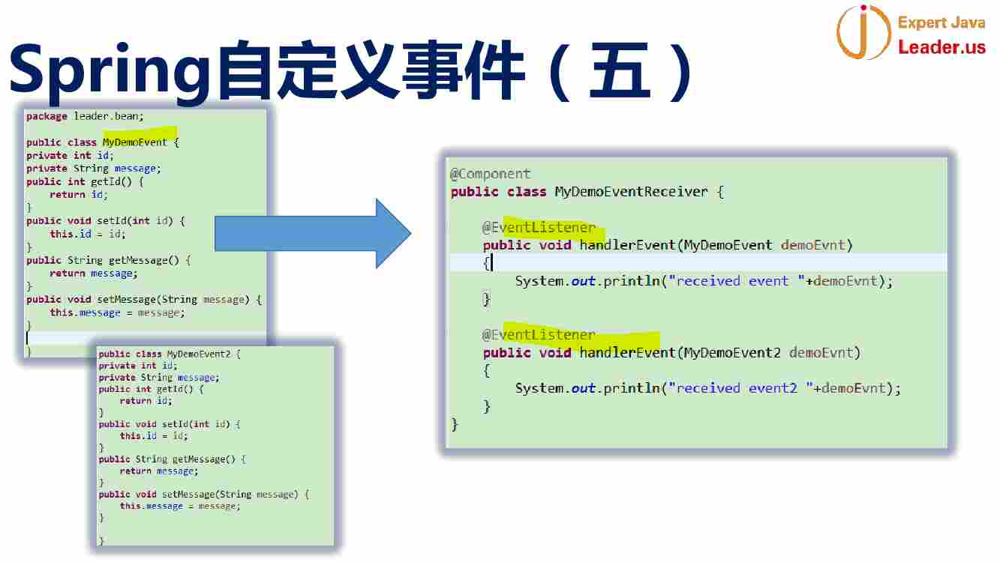 Expert Java
Leader.us
Spring自定义事件（五）
package leader.bean;
public class MyDemoEvent {
private int id;
private String message;
public int getId() {
return id;
}
public void setId(int id) {
this.id = id;
}
public String getMessage() {
return message;
}
public void setMessage(String message) {
this.message = message;
}
}
public class MyDemoEvent2 {
private int id;
private String message;
public int getId() {
return id;
}
public void setId(int id) {
this.id = id;
}
public String getMessage() {
return message;
}
public void setMessage(String message) {
this.message = message;
}
}
@Component
public class MyDemoEventReceiver {
@EventListener
public void handlerEvent(MyDemoEvent demoEvnt)
{
System.out.println("received event "+demoEvnt);
}
@EventListener
public void handlerEvent(MyDemoEvent2 demoEvnt)
{
System.out.println("received event2 "+demoEvnt);
}
}